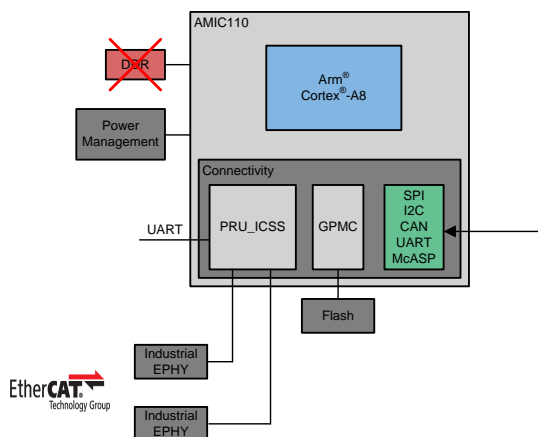 AMIC110
DDR
Arm®
Cortex®-A8
Power
Management
Connectivity
UART
PRU_ICSS
GPMC
SPI
I2C
CAN
UART
McASP
Flash
Industrial
EPHY
EtherCAT®
Technology Group
Industrial
EPHY